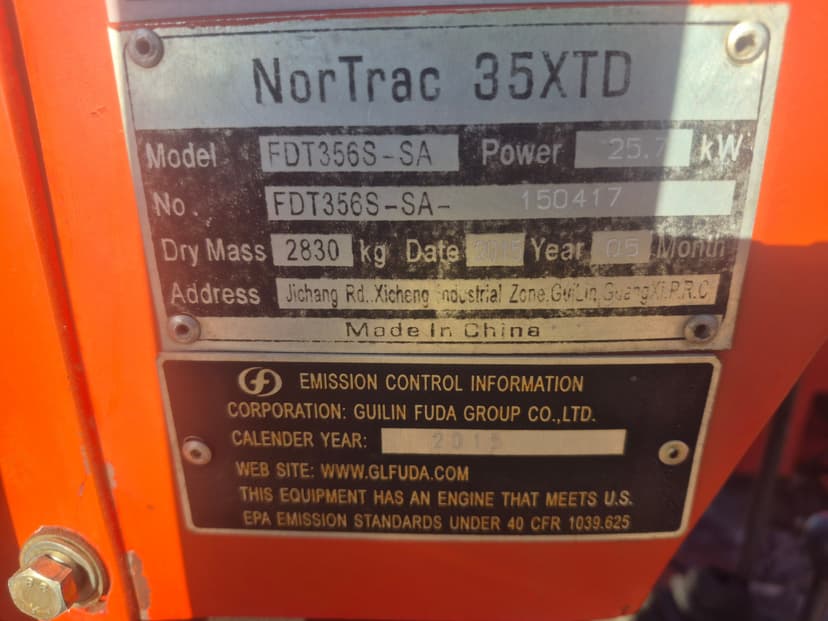 NorTrac 35XTD
Model FDT356S-SA Power 25.7 kW
No. FDT356S-SA- 150417
Dry Mass 2830 kg Date 2015 Year 05 Month
Address Jichang Rd..Xicheng industrial Zone.GuiLin,GuangXi.P.R.C
Made In China
EMISSION CONTROL INFORMATION
CORPORATION: GUILIN FUDA GROUP CO.,LTD.
CALENDER YEAR: 2015
WEB SITE: WWW.GLFUDA.COM
THIS EQUIPMENT HAS AN ENGINE THAT MEETS U.S.
EPA EMISSION STANDARDS UNDER 40 CFR 1039.625